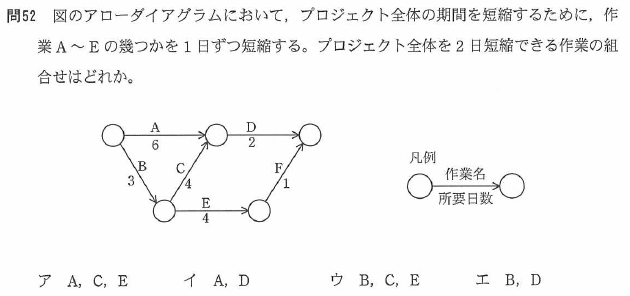 問52　図のアローダイアグラムにおいて，プロジェクト全体の期間を短縮するために，作
業A～Eの幾つかを1日ずつ短縮する。プロジェクト全体を2日短縮できる作業の組
合せはどれか。
A
D
6
2
B
C
F
凡例
3
4
1
作業名
E
所要日数
4
ア　A，C，E　イ　A，D　ウ　B，C，E　エ　B，D